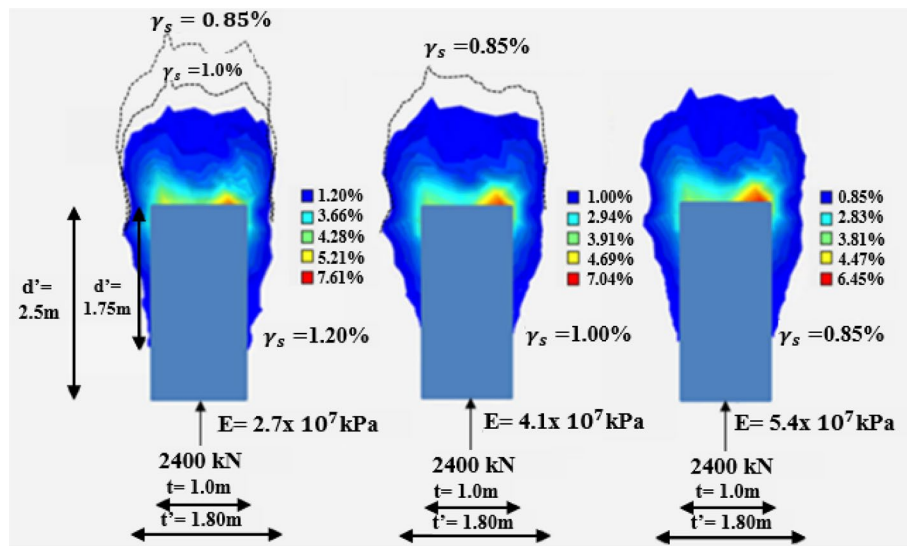 γₛ = 0.85%
γₛ =1.0%
1.20%
3.66%
4.28%
5.21%
7.61%
d’=
2.5m
d’=
1.75m
γₛ =1.20%
E= 2.7x 10⁷kPa
2400 kN
t= 1.0m
t’= 1.80m
γₛ =0.85%
1.00%
2.94%
3.91%
4.69%
7.04%
γₛ =1.00%
E= 4.1x 10⁷kPa
2400 kN
t= 1.0m
t’= 1.80m
0.85%
2.83%
3.81%
4.47%
6.45%
γₛ =0.85%
E= 5.4x 10⁷kPa
2400 kN
t= 1.0m
t’= 1.80m